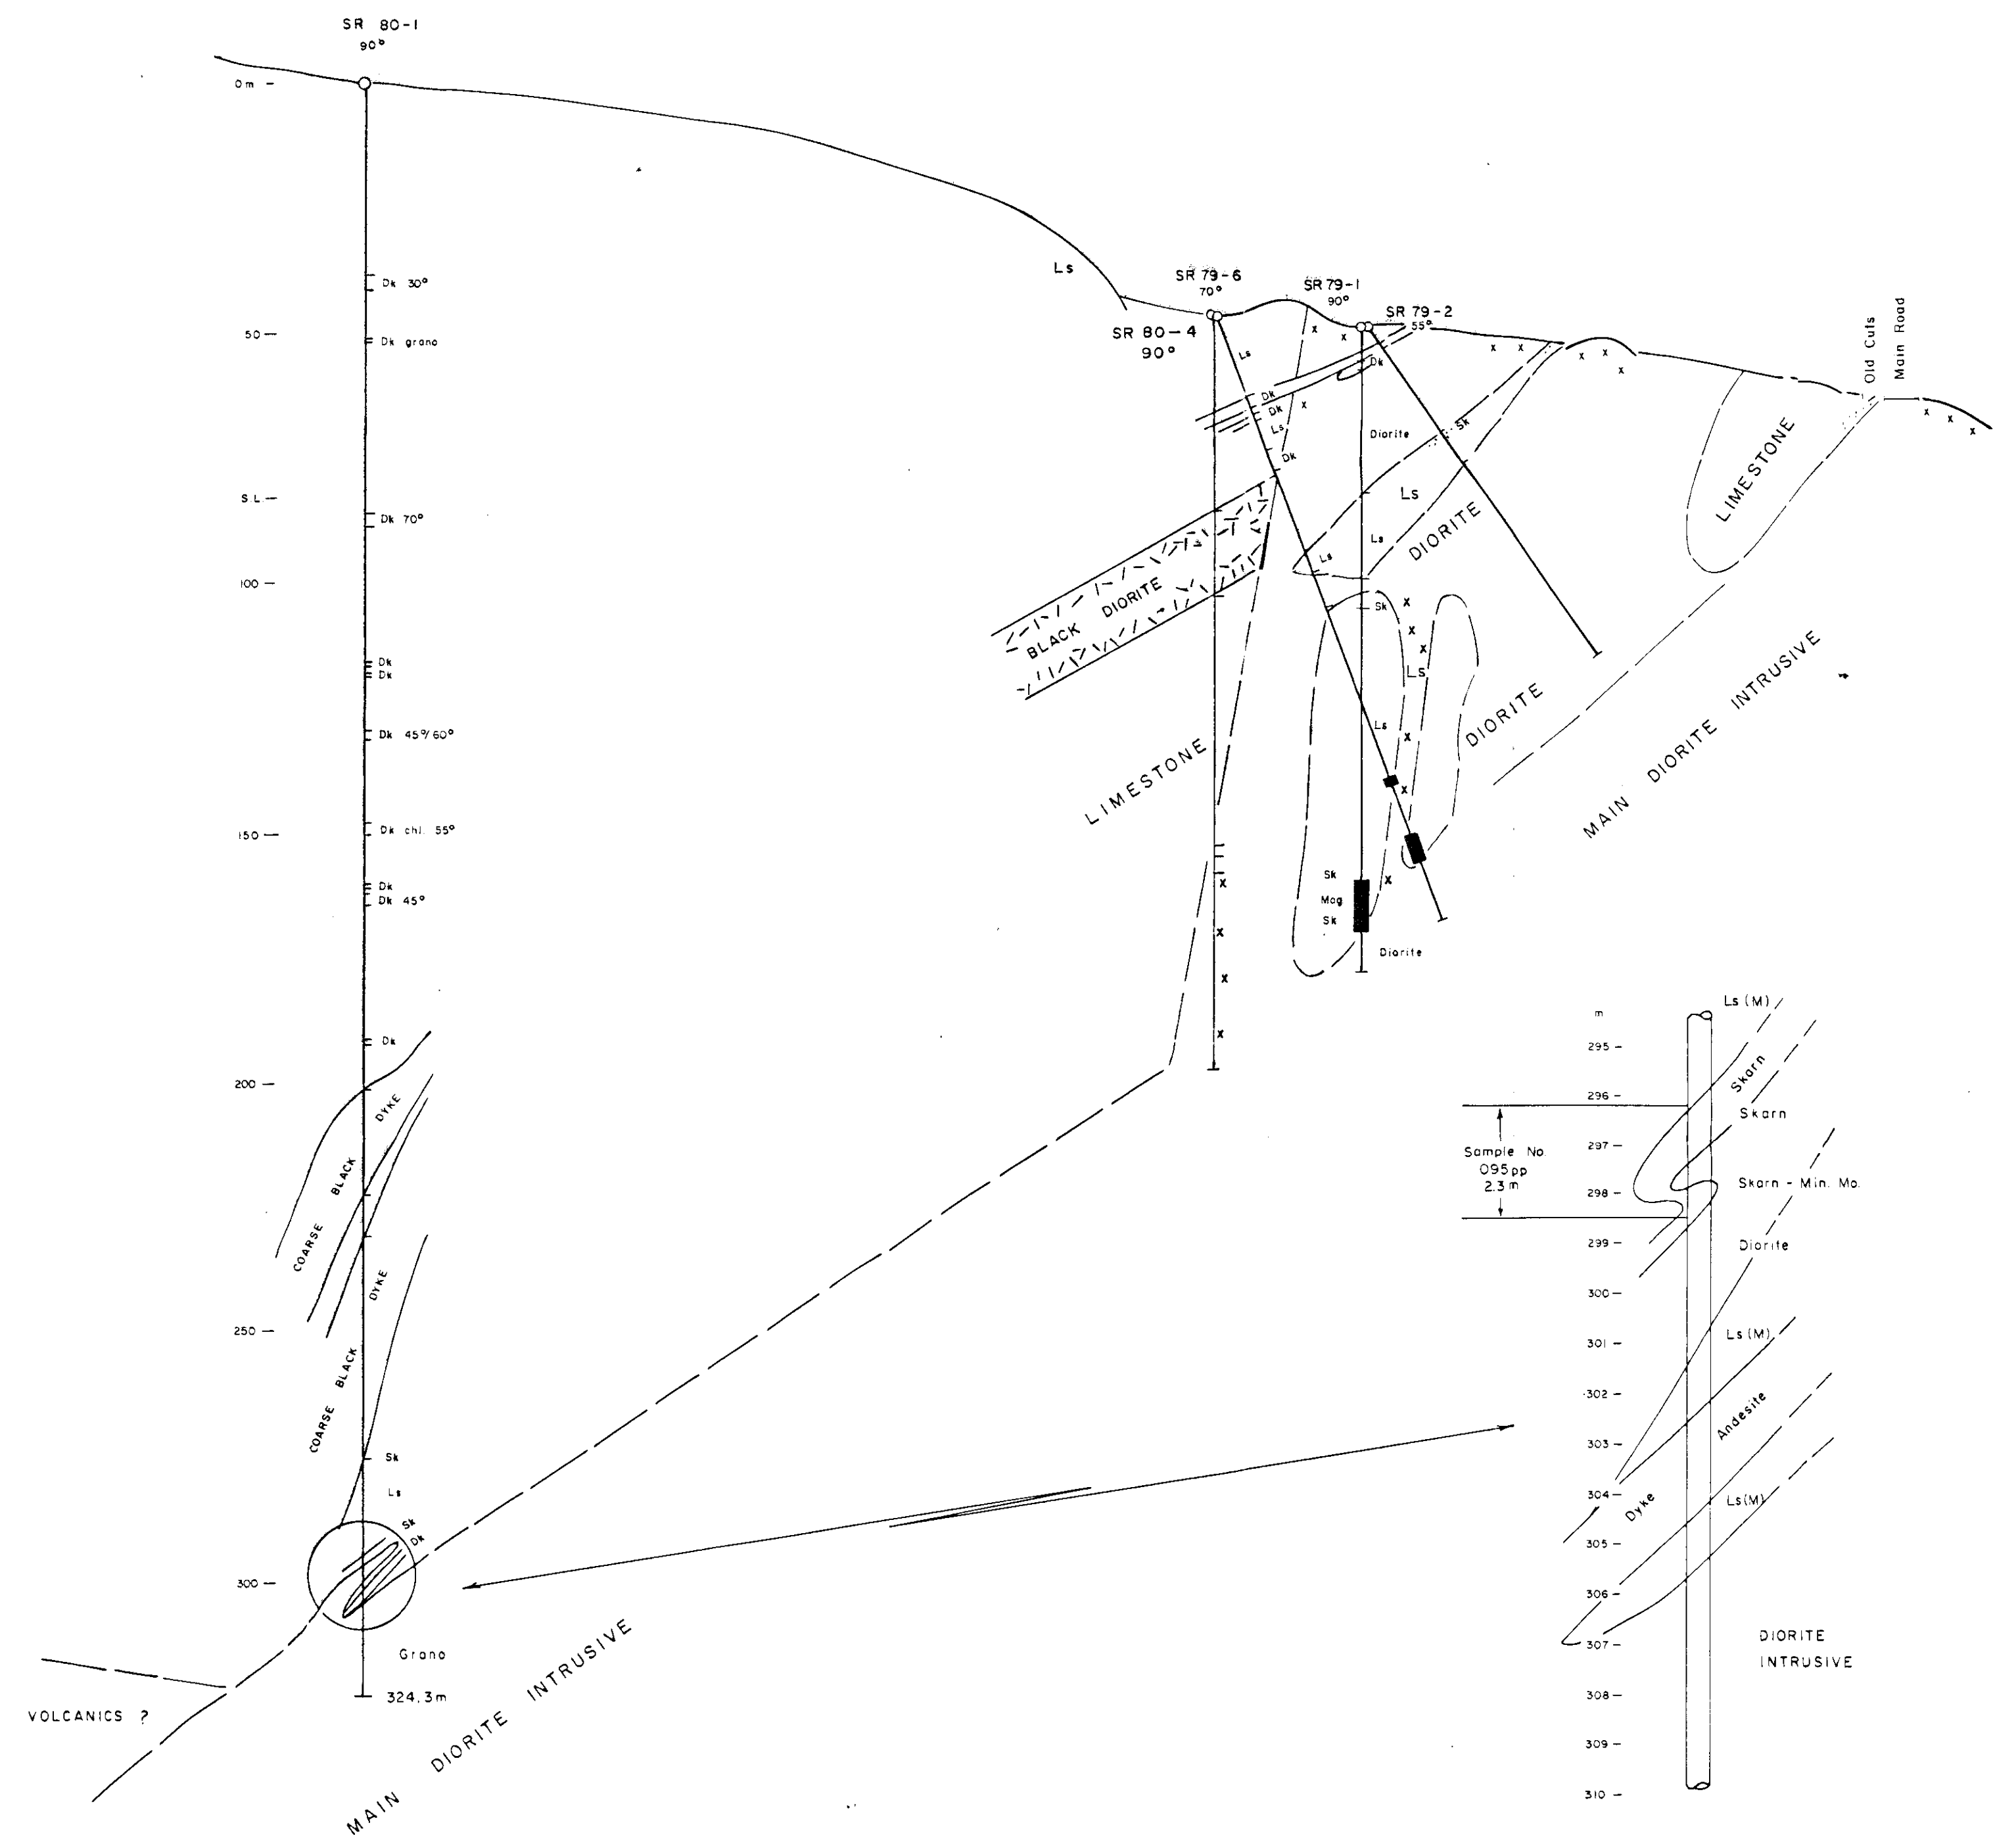 SR 80-1
90°
0m
Dk 30°
50
Dk grano
S.L.
Dk 70°
100
Dk
Dk
Dk 45°/60°
150
Dk chl. 55°
Dk
Dk 45°
Dk
200
COARSE BLACK DYKE
250
COARSE BLACK DYKE
Sk
Ls
Sk
Dk
300
Grano
324.3m
VOLCANICS ?
MAIN DIORITE INTRUSIVE
Ls
SR 79-6
70°
SR 80-4
90°
SR 79-1
90°
SR 79-2
55°
Ls
Dk
Dk
Dk
Ls
Dk
Diorite
Sk
Ls
Ls
Ls
DIORITE
BLACK DIORITE
Sk
Ls
LIMESTONE
Ls
DIORITE
Sk
Mag
Sk
Diorite
LIMESTONE
Old Cuts
Main Road
MAIN DIORITE INTRUSIVE
m
Ls (M)
295
Skarn
296
Skarn
297
Sample No.
095pp
2.3m
Skarn - Min. Mo.
298
299
Diorite
300
301
Ls (M)
302
Andesite
303
304
Dyke
Ls(M)
305
306
307
DIORITE
INTRUSIVE
308
309
310